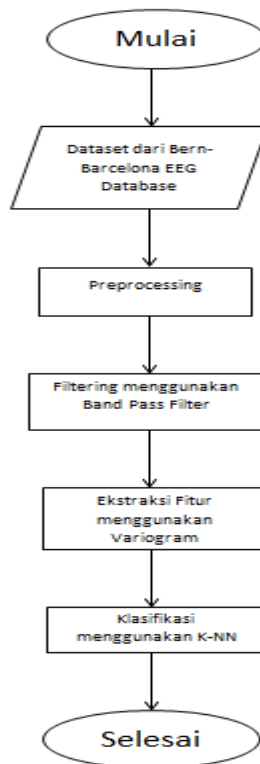 Mulai
Dataset dari Bern-
Barcelona EEG
Database
Preprocessing
Filtering menggunakan
Band Pass Filter
Ekstraksi Fitur
menggunakan
Variogram
Klasifikasi
menggunakan K-NN
Selesai